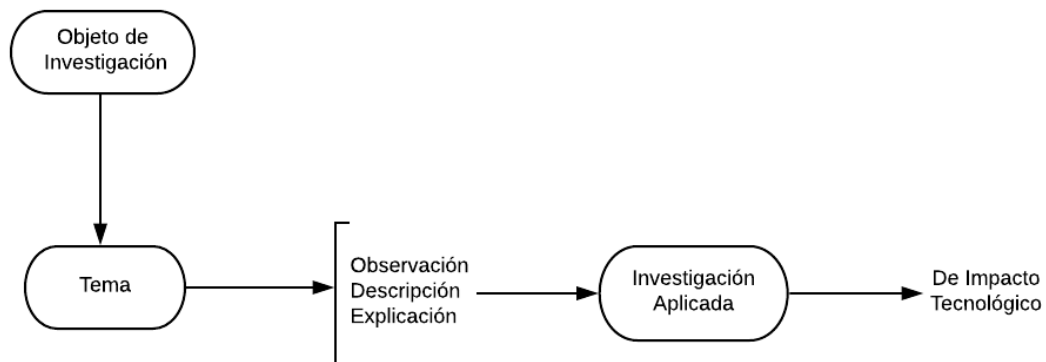 Objeto de
Investigación
Tema
Observación
Descripción
Explicación
Investigación
Aplicada
De Impacto
Tecnológico